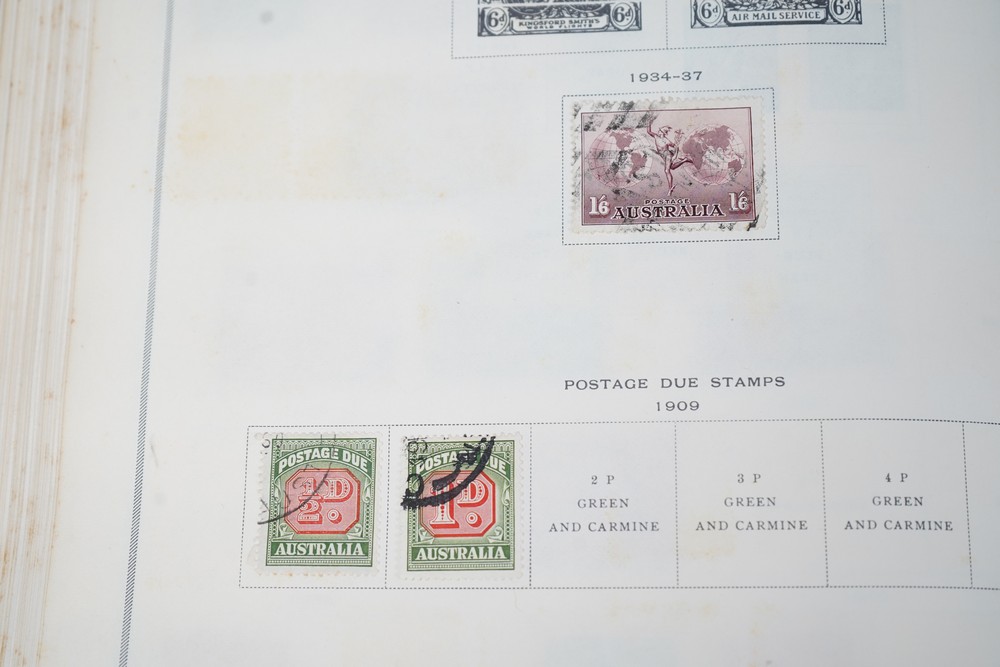 6d KINGSFORD SMITH'S 6d
WORLD FLIGHTS
6d AIR MAIL SERVICE 6d
1934-37
1/6 POSTAGE 1/6
AUSTRALIA
POSTAGE DUE STAMPS
1909
POSTAGE DUE
½D.
AUSTRALIA
POSTAGE DUE
1D.
AUSTRALIA
2 P
GREEN
AND CARMINE
3 P
GREEN
AND CARMINE
4 P
GREEN
AND CARMINE